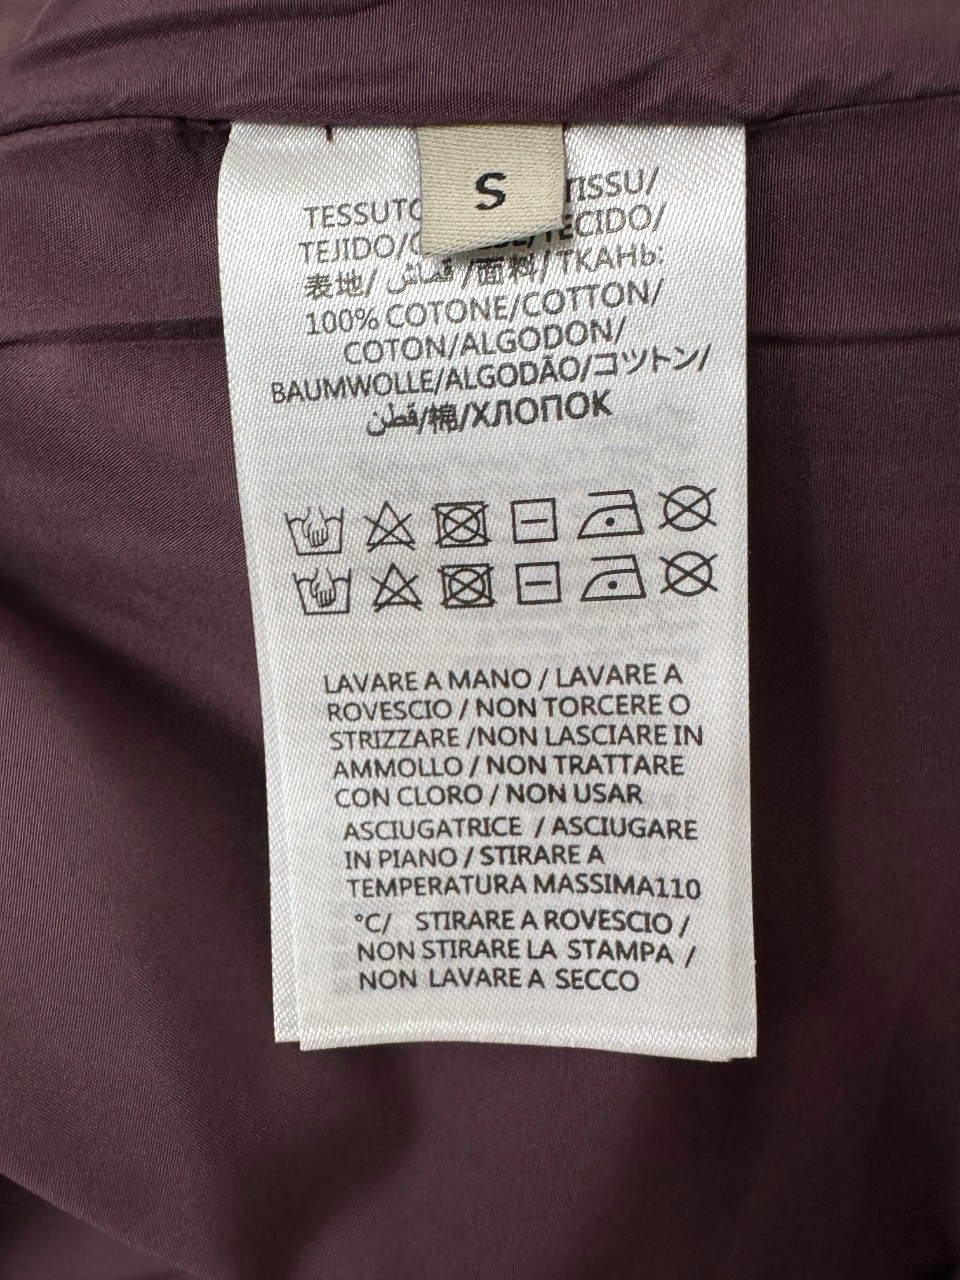 S
TISSU/
TEJIDO/ TECIDO/
表地/ قماش /面料/ТКАНЬ:
100% COTONE/COTTON/
COTON/ALGODON/
BAUMWOLLE/ALGODÃO/コツトン/
قطن/棉/ХЛОПОК
LAVARE A MANO / LAVARE A
ROVESCIO / NON TORCERE O
STRIZZARE /NON LASCIARE IN
AMMOLLO / NON TRATTARE
CON CLORO / NON USAR
ASCIUGATRICE / ASCIUGARE
IN PIANO / STIRARE A
TEMPERATURA MASSIMA110
°C/ STIRARE A ROVESCIO /
NON STIRARE LA STAMPA /
NON LAVARE A SECCO